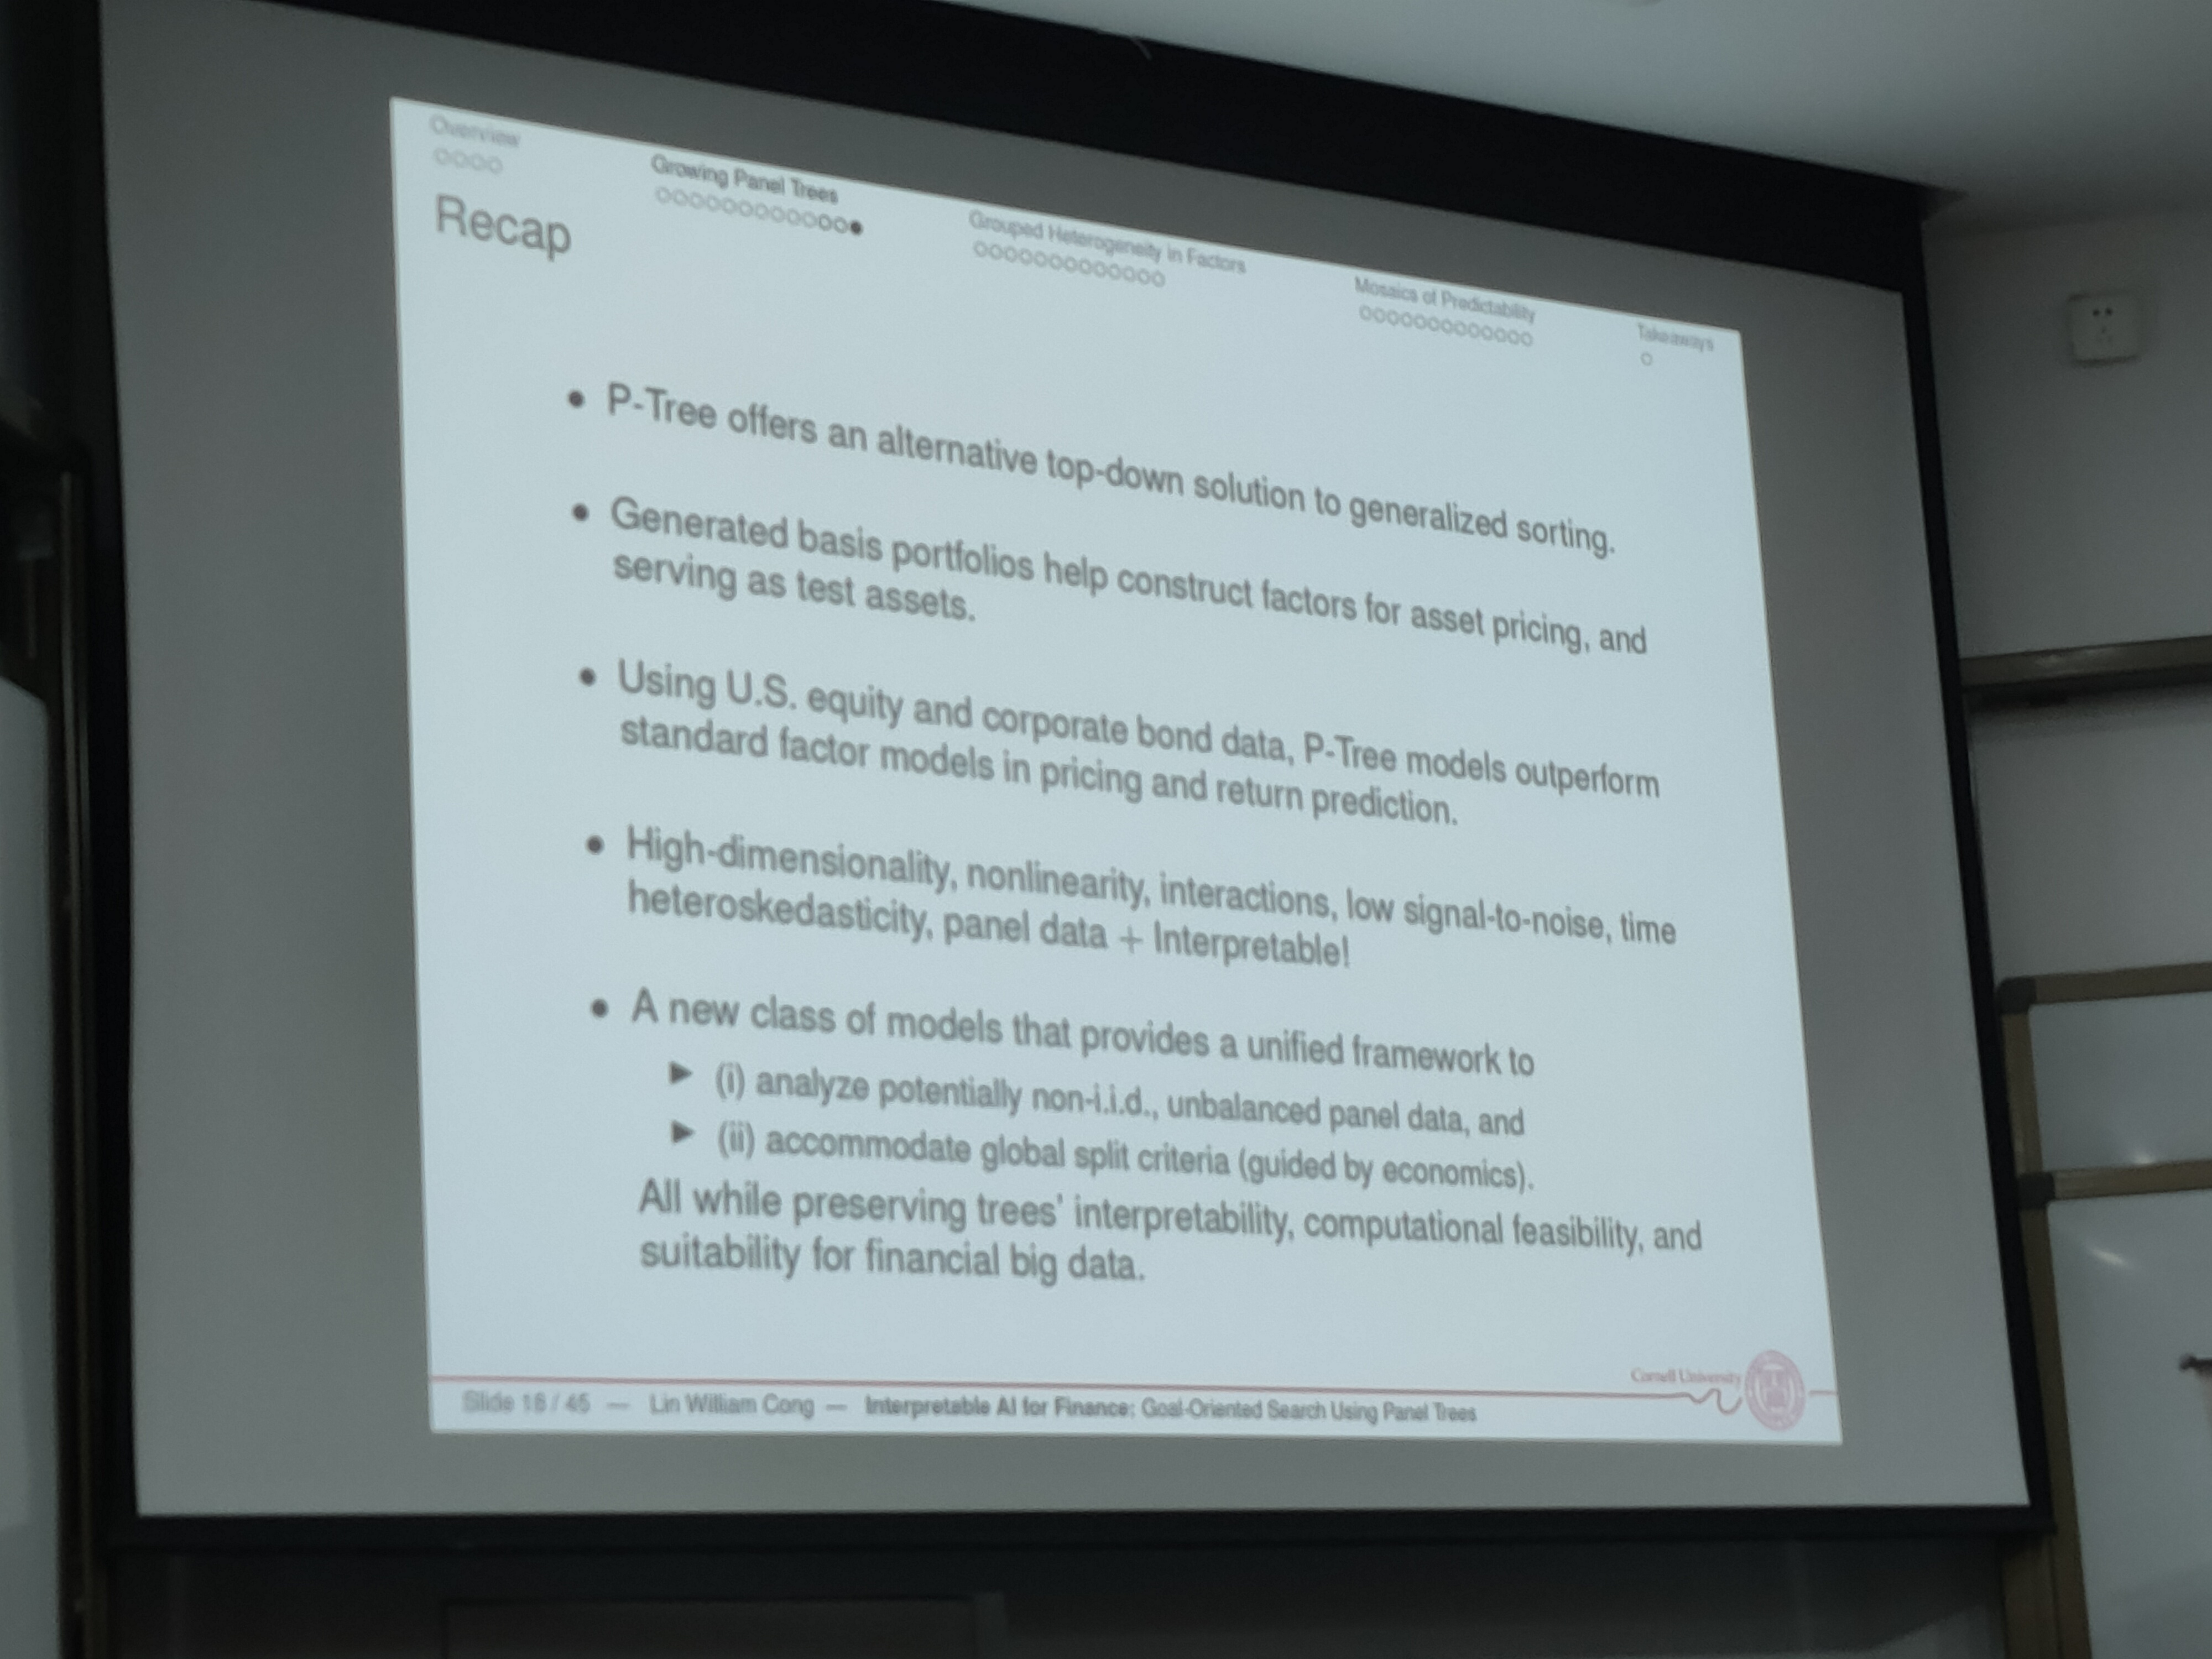 Overview
Growing Panel Trees
Grouped Heterogeneity in Factors
Mosaics of Predictability
Takeaways
Recap
• P-Tree offers an alternative top-down solution to generalized sorting.
• Generated basis portfolios help construct factors for asset pricing, and
serving as test assets.
• Using U.S. equity and corporate bond data, P-Tree models outperform
standard factor models in pricing and return prediction.
• High-dimensionality, nonlinearity, interactions, low signal-to-noise, time
heteroskedasticity, panel data + Interpretable!
• A new class of models that provides a unified framework to
▶ (i) analyze potentially non-i.i.d., unbalanced panel data, and
▶ (ii) accommodate global split criteria (guided by economics).
All while preserving trees' interpretability, computational feasibility, and
suitability for financial big data.
Cornell University
Slide 18 / 45 — Lin William Cong — Interpretable AI for Finance: Goal-Oriented Search Using Panel Trees